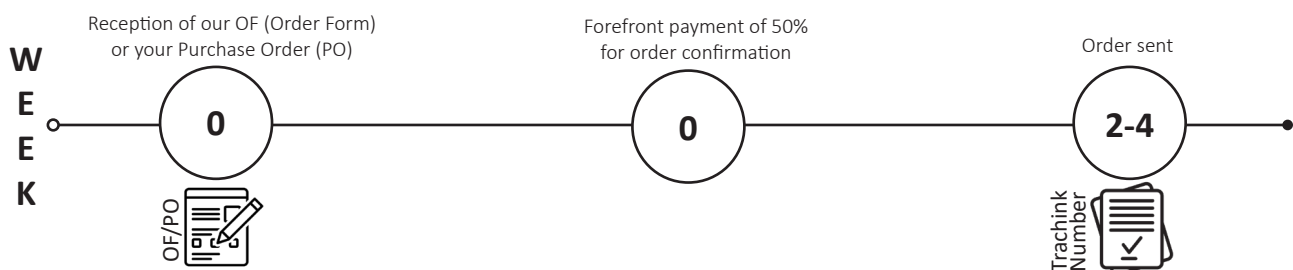 WEEK
Reception of our OF (Order Form)
or your Purchase Order (PO)
0
OF/PO
Forefront payment of 50%
for order confirmation
0
Order sent
2-4
Trachink
Number